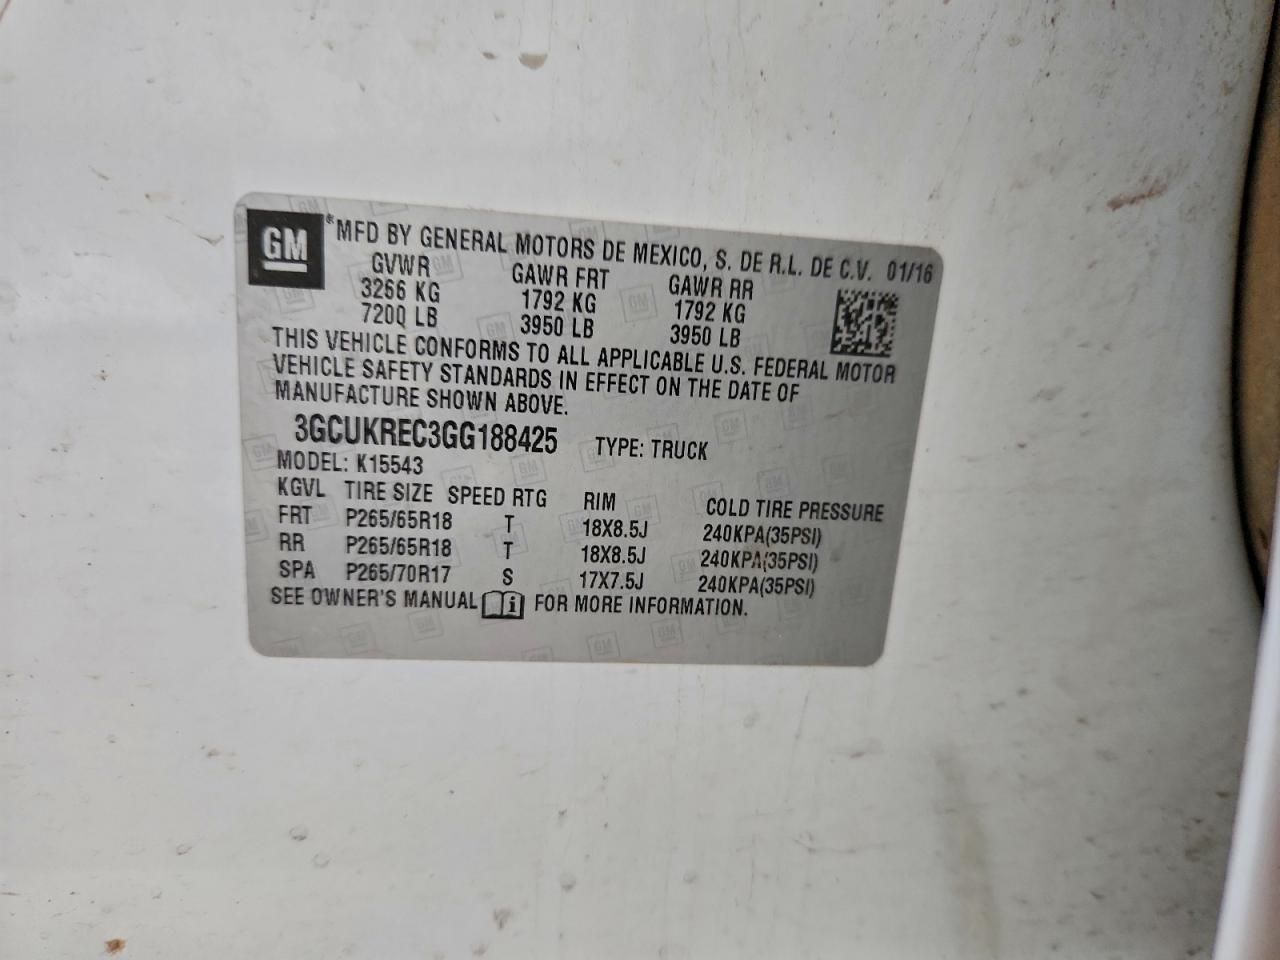 GM ® MFD BY GENERAL MOTORS DE MEXICO, S. DE R.L. DE C.V. 01/16
GVWR GAWR FRT GAWR RR
3266 KG 1792 KG 1792 KG
7200 LB 3950 LB 3950 LB
THIS VEHICLE CONFORMS TO ALL APPLICABLE U.S. FEDERAL MOTOR
VEHICLE SAFETY STANDARDS IN EFFECT ON THE DATE OF
MANUFACTURE SHOWN ABOVE.
3GCUKREC3GG188425 TYPE: TRUCK
MODEL: K15543
KGVL TIRE SIZE SPEED RTG RIM COLD TIRE PRESSURE
FRT P265/65R18 T 18X8.5J 240KPA(35PSI)
RR P265/65R18 T 18X8.5J 240KPA(35PSI)
SPA P265/70R17 S 17X7.5J 240KPA(35PSI)
SEE OWNER'S MANUAL i FOR MORE INFORMATION.